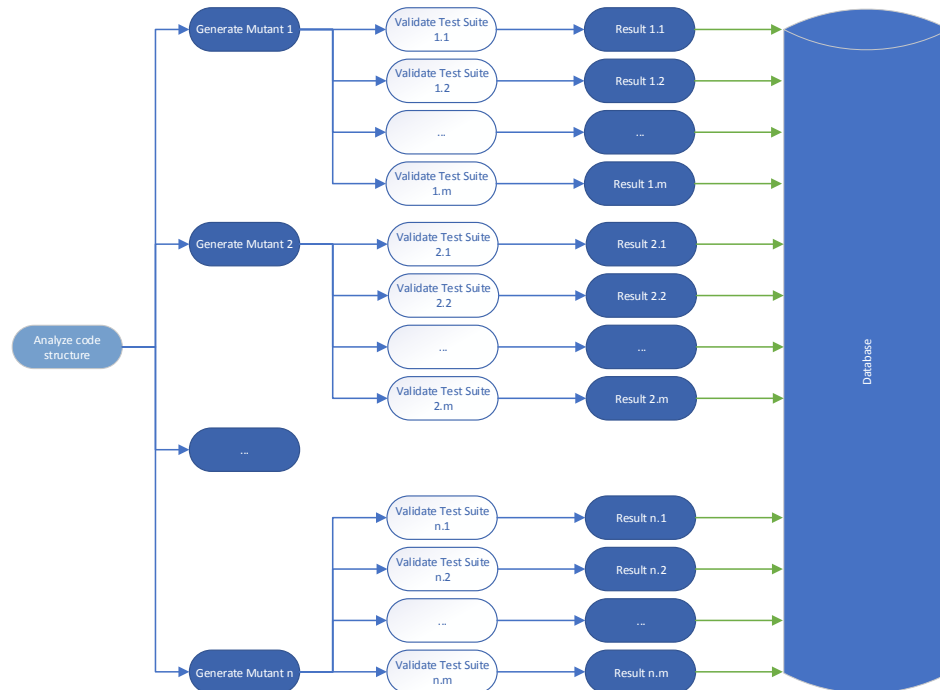 Generate Mutant 1
Validate Test Suite
1.1
Result 1.1
Validate Test Suite
1.2
Result 1.2
...
...
Validate Test Suite
1.m
Result 1.m
Generate Mutant 2
Validate Test Suite
2.1
Result 2.1
Validate Test Suite
2.2
Result 2.2
Analyze code
structure
...
...
Database
Validate Test Suite
2.m
Result 2.m
...
Validate Test Suite
n.1
Result n.1
Validate Test Suite
n.2
Result n.2
...
...
Generate Mutant n
Validate Test Suite
n.m
Result n.m